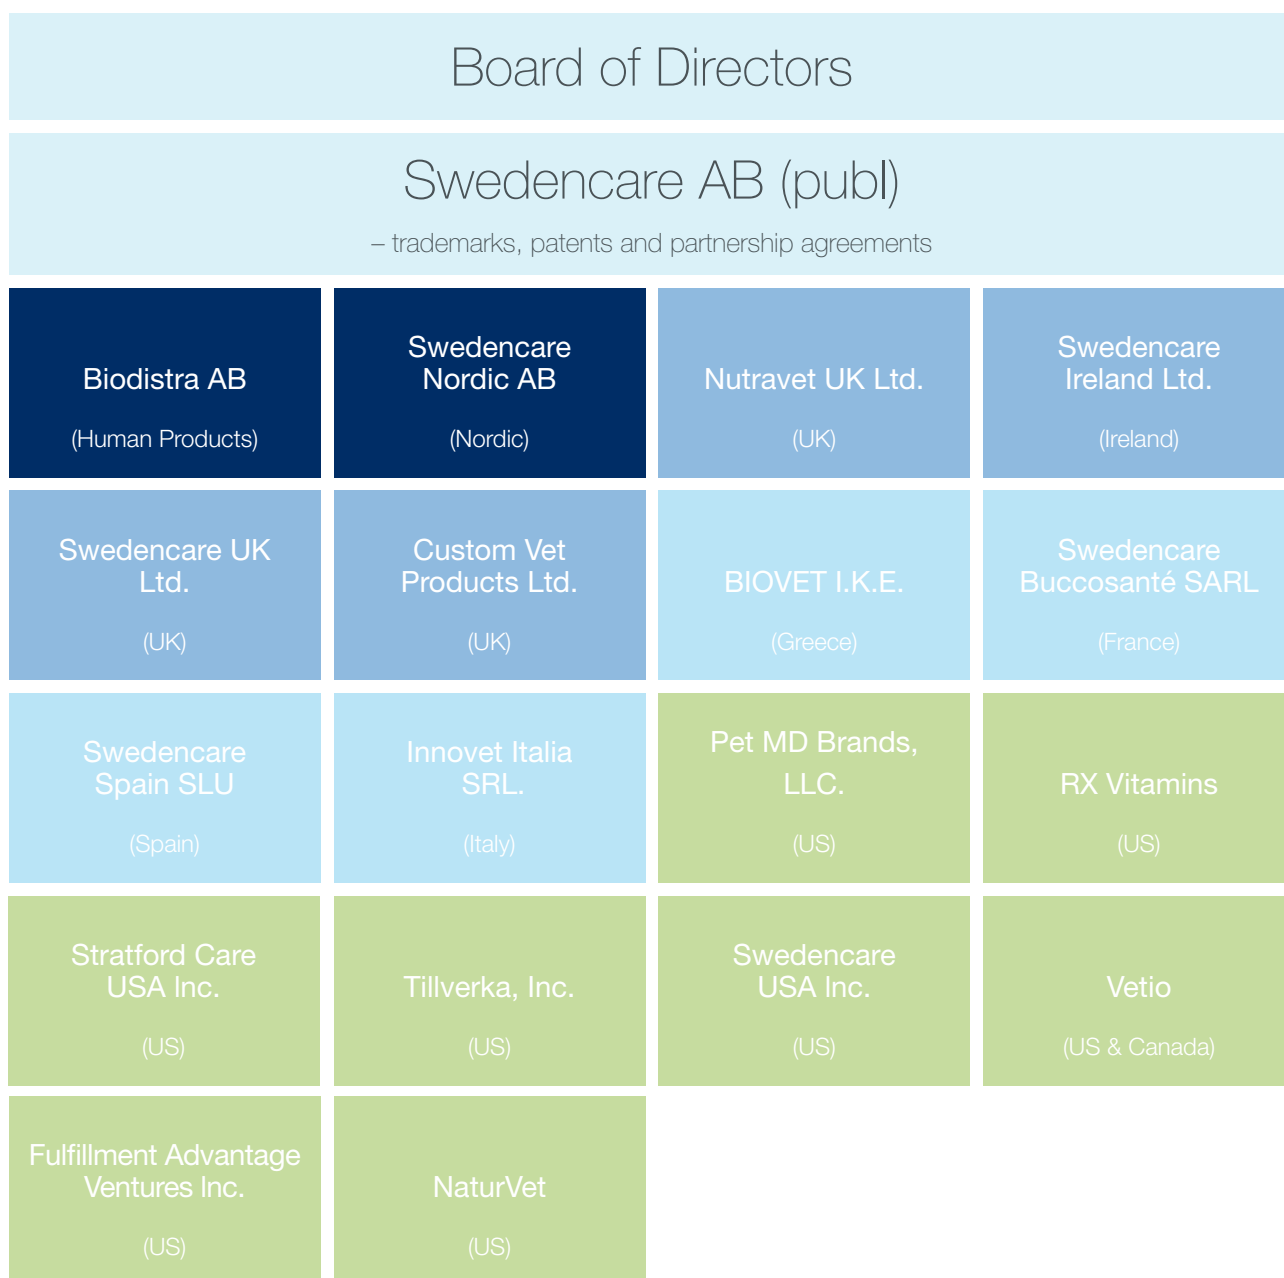 Board of Directors
Swedencare AB (publ)
– trademarks, patents and partnership agreements
Biodistra AB
(Human Products)
Swedencare
Nordic AB
(Nordic)
Nutravet UK Ltd.
(UK)
Swedencare
Ireland Ltd.
(Ireland)
Swedencare UK
Ltd.
(UK)
Custom Vet
Products Ltd.
(UK)
BIOVET I.K.E.
(Greece)
Swedencare
Buccosanté SARL
(France)
Swedencare
Spain SLU
(Spain)
Innovet Italia
SRL.
(Italy)
Pet MD Brands,
LLC.
(US)
RX Vitamins
(US)
Stratford Care
USA Inc.
(US)
Tillverka, Inc.
(US)
Swedencare
USA Inc.
(US)
Vetio
(US & Canada)
Fulfillment Advantage
Ventures Inc.
(US)
NaturVet
(US)